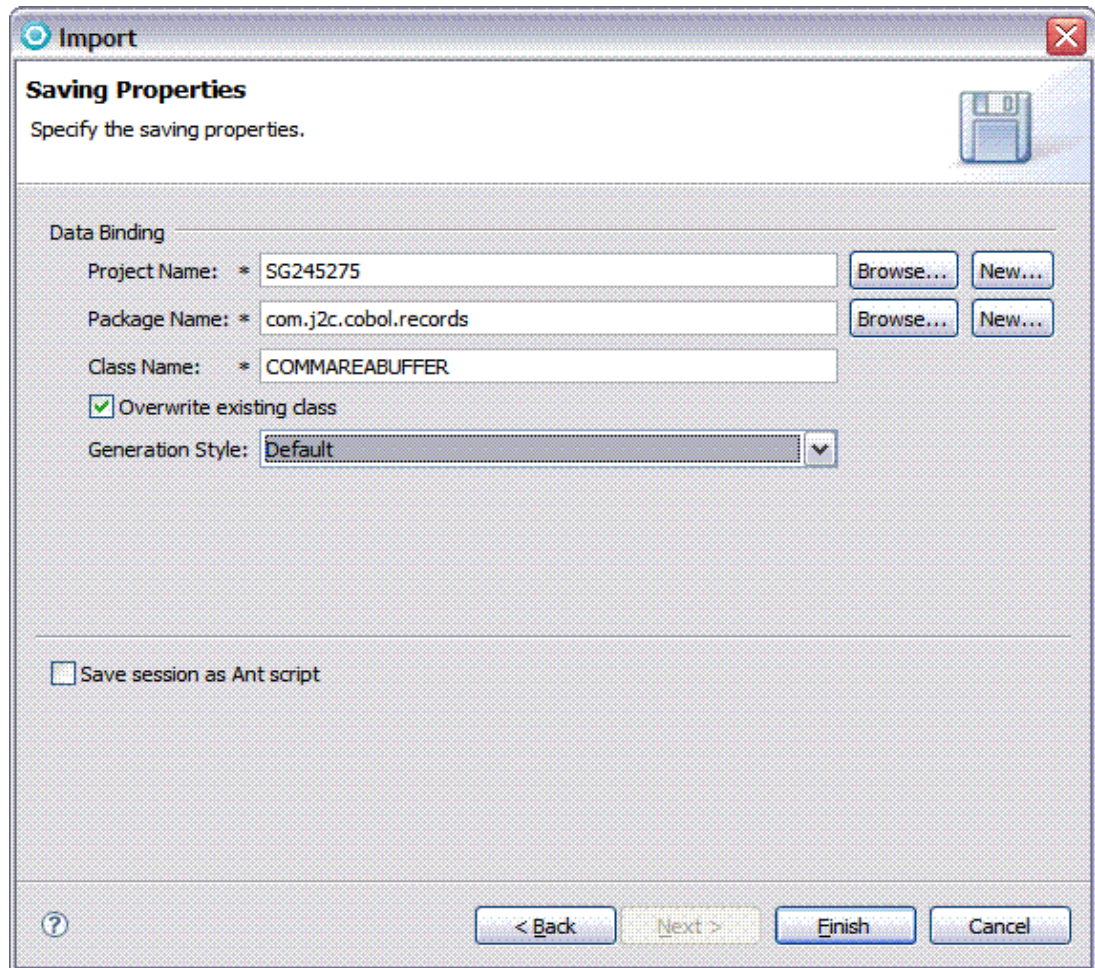 Import
Saving Properties
Specify the saving properties.
Data Binding
Project Name: * SG245275 Browse... New...
Package Name: * com.j2c.cobol.records Browse... New...
Class Name: * COMMAREABUFFER
Overwrite existing class
Generation Style: Default
Save session as Ant script
? < Back Next > Finish Cancel